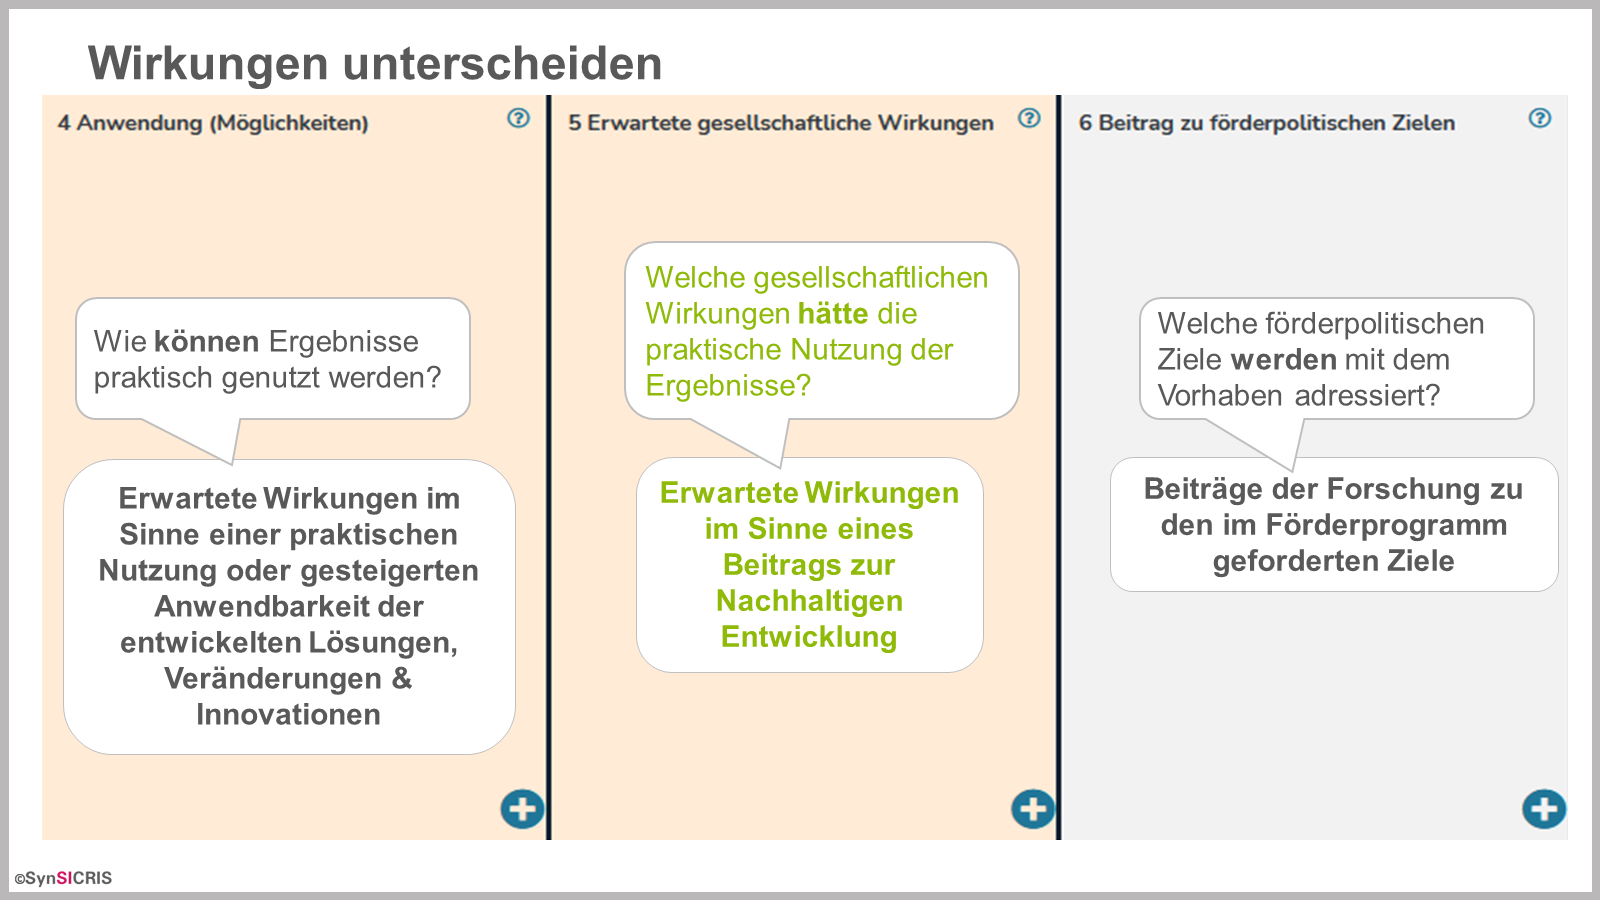 Wirkungen unterscheiden
4 Anwendung (Möglichkeiten)
?
Wie können Ergebnisse
praktisch genutzt werden?
Erwartete Wirkungen im
Sinne einer praktischen
Nutzung oder gesteigerten
Anwendbarkeit der
entwickelten Lösungen,
Veränderungen &
Innovationen
5 Erwartete gesellschaftliche Wirkungen
?
Welche gesellschaftlichen
Wirkungen hätte die
praktische Nutzung der
Ergebnisse?
Erwartete Wirkungen
im Sinne eines
Beitrags zur
Nachhaltigen
Entwicklung
6 Beitrag zu förderpolitischen Zielen
?
Welche förderpolitischen
Ziele werden mit dem
Vorhaben adressiert?
Beiträge der Forschung zu
den im Förderprogramm
geforderten Ziele
©SynSICRIS